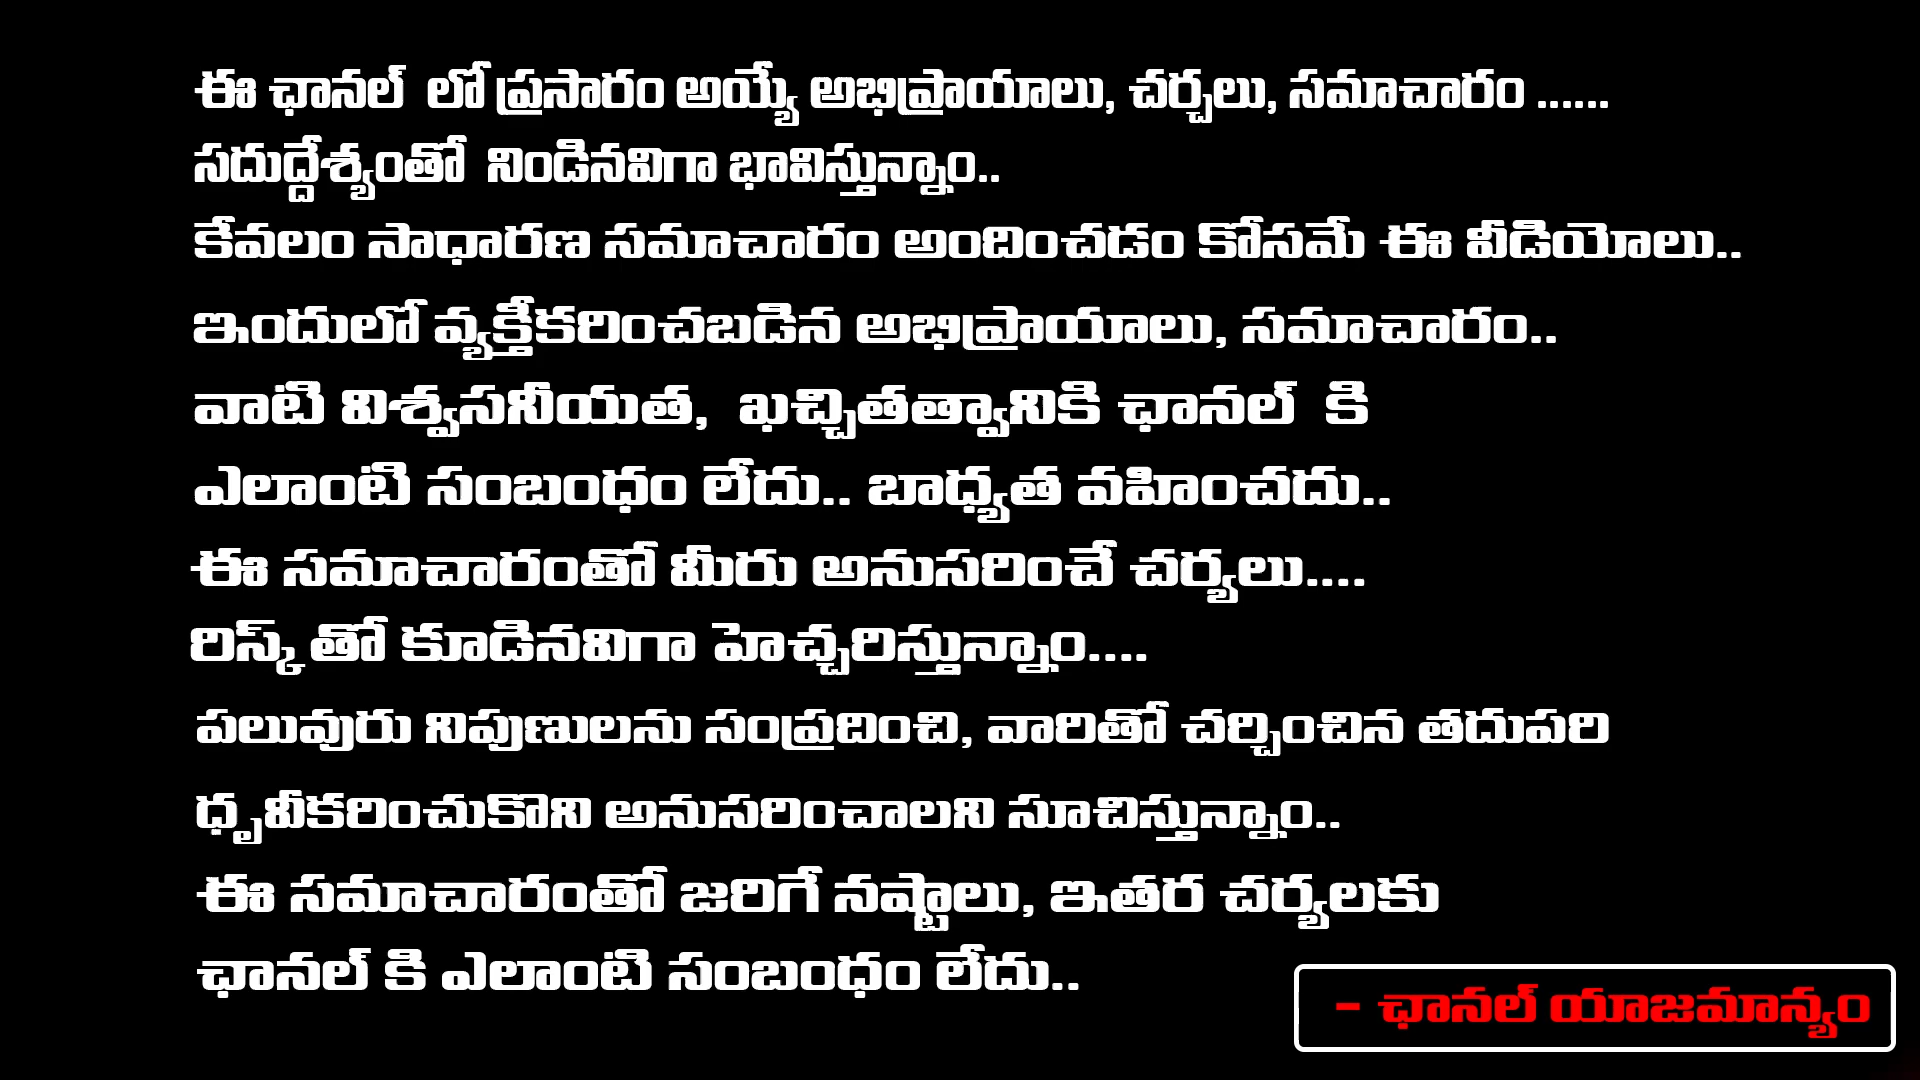 ఈ ఛానల్ లో ప్రసారం అయ్యే అభిప్రాయాలు, చర్చలు, సమాచారం ......
సదుద్దేశ్యంతో నిండినవిగా భావిస్తున్నాం..
కేవలం సాధారణ సమాచారం అందించడం కోసమే ఈ వీడియోలు..
ఇందులో వ్యక్తీకరించబడిన అభిప్రాయాలు, సమాచారం..
వాటి విశ్వసనీయత, ఖచ్చితత్వానికి ఛానల్ కి
ఎలాంటి సంబంధం లేదు.. బాధ్యత వహించదు..
ఈ సమాచారంతో మీరు అనుసరించే చర్యలు....
రిస్క్ తో కూడినవిగా హెచ్చరిస్తున్నాం....
పలువురు నిపుణులను సంప్రదించి, వారితో చర్చించిన తదుపరి
ధృవీకరించుకొని అనుసరించాలని సూచిస్తున్నాం..
ఈ సమాచారంతో జరిగే నష్టాలు, ఇతర చర్యలకు
ఛానల్ కి ఎలాంటి సంబంధం లేదు..
- ఛానల్ యాజమాన్యం